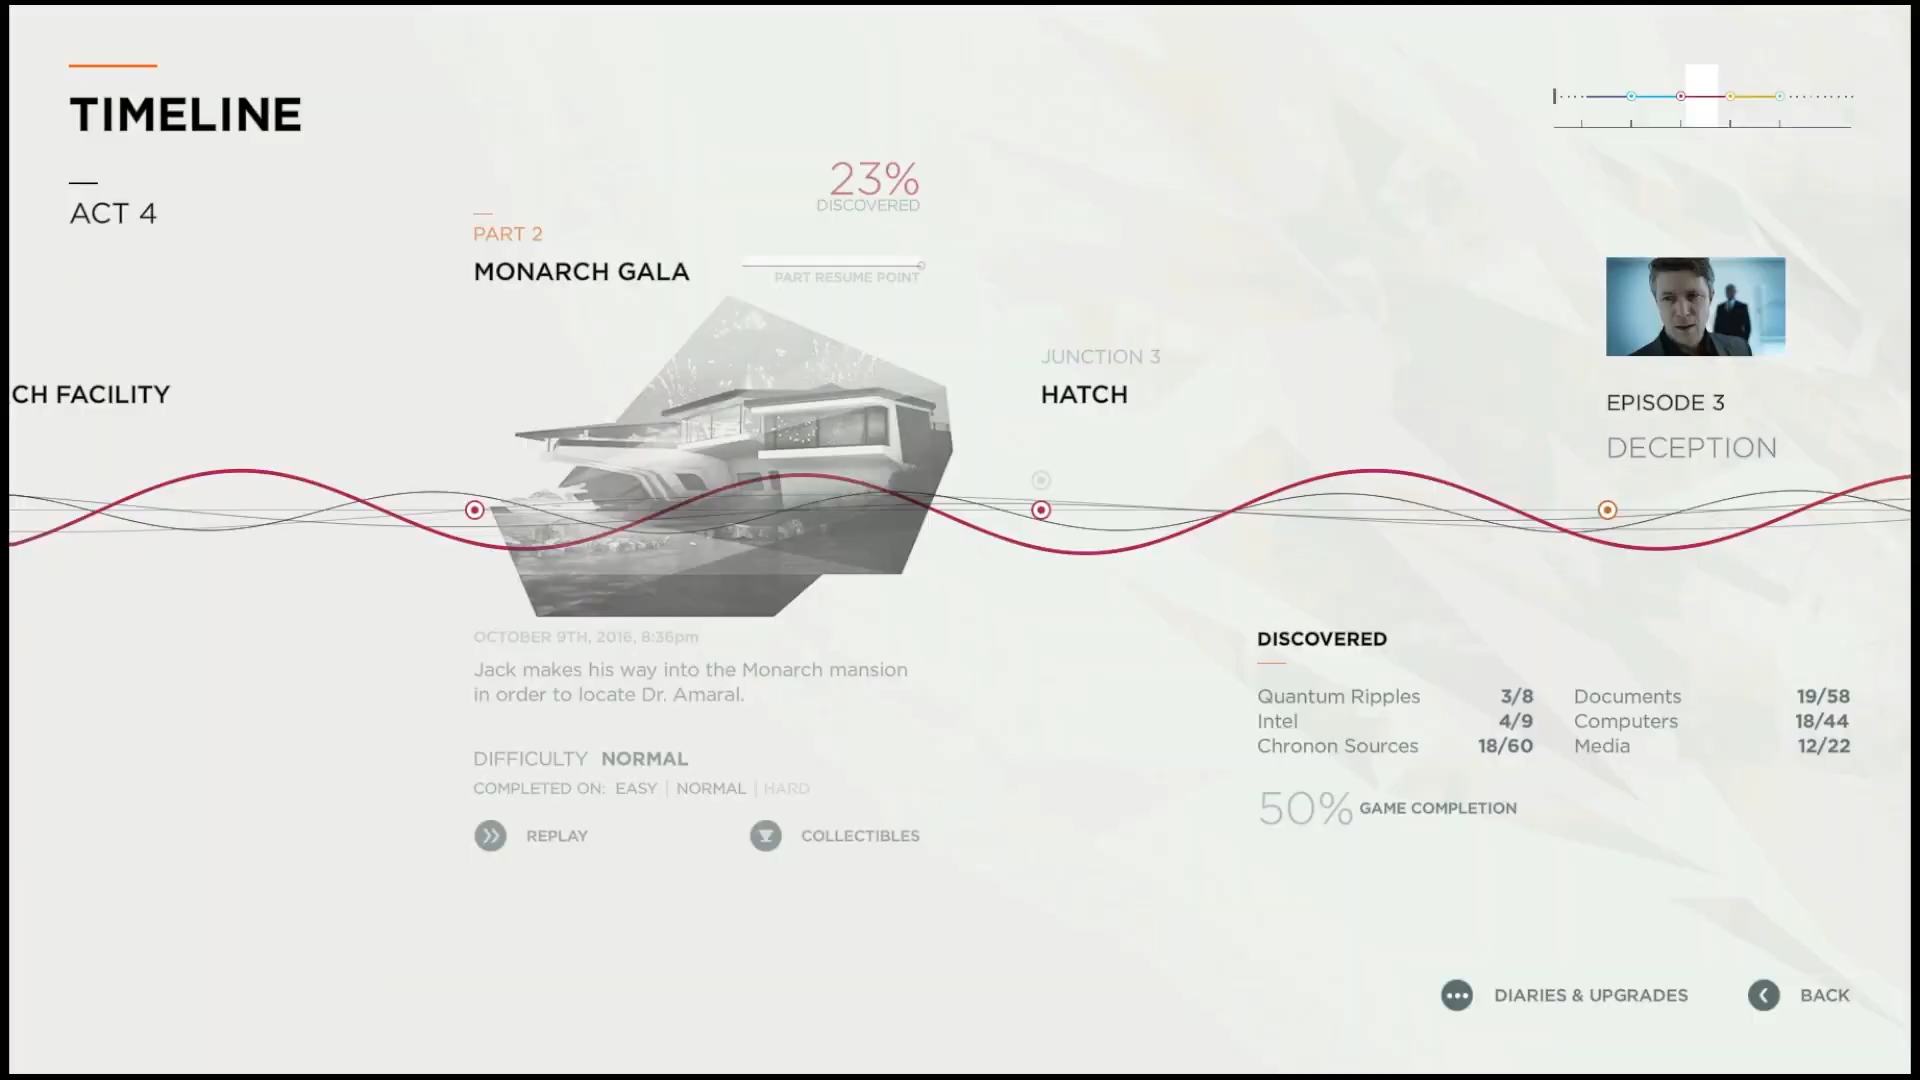 TIMELINE
ACT 4
23%
DISCOVERED
PART 2
MONARCH GALA
PART RESUME POINT
JUNCTION 3
CH FACILITY
HATCH
EPISODE 3
DECEPTION
OCTOBER 9TH, 2016, 8:36pm
Jack makes his way into the Monarch mansion
in order to locate Dr. Amaral.
DIFFICULTY NORMAL
COMPLETED ON: EASY | NORMAL | HARD
REPLAY
COLLECTIBLES
DISCOVERED
Quantum Ripples 3/8 Documents 19/58
Intel 4/9 Computers 18/44
Chronon Sources 18/60 Media 12/22
50% GAME COMPLETION
DIARIES & UPGRADES
BACK